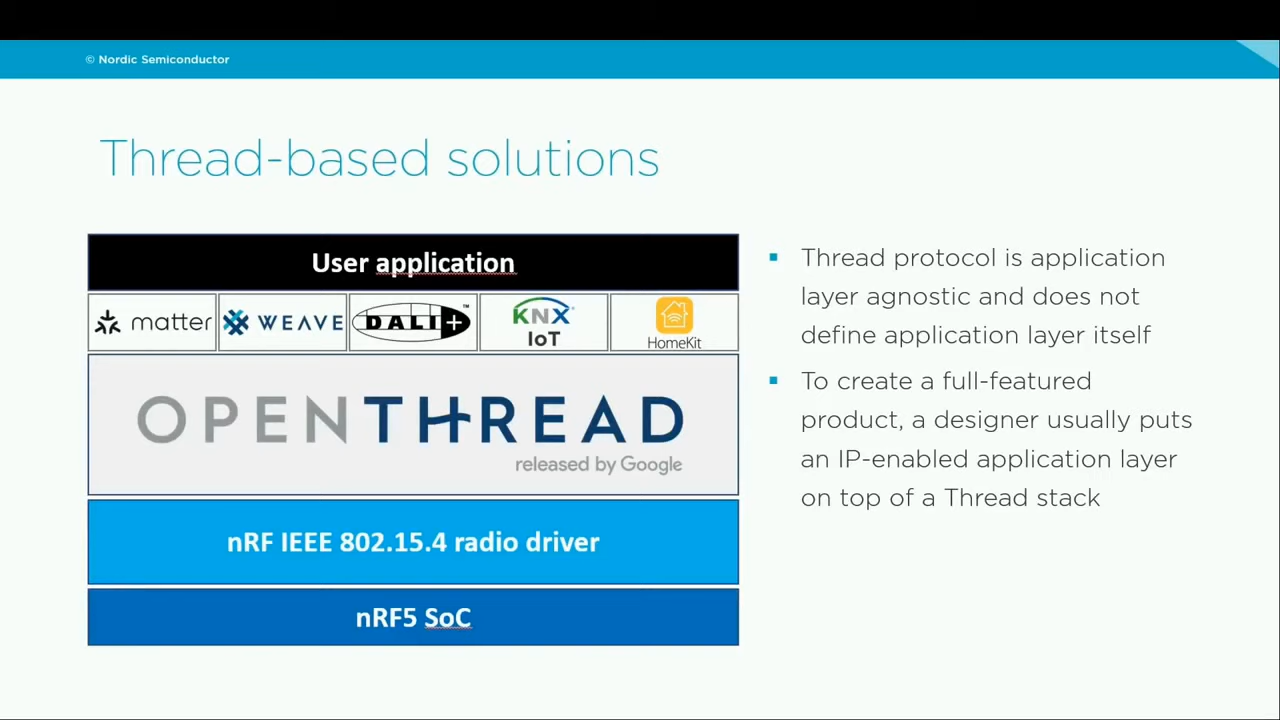 © Nordic Semiconductor
Thread-based solutions
User application
matter
WEAVE
DALI+™
KNX
IoT
HomeKit
OPENTHREAD
released by Google
nRF IEEE 802.15.4 radio driver
nRF5 SoC
▪ Thread protocol is application
layer agnostic and does not
define application layer itself
▪ To create a full-featured
product, a designer usually puts
an IP-enabled application layer
on top of a Thread stack